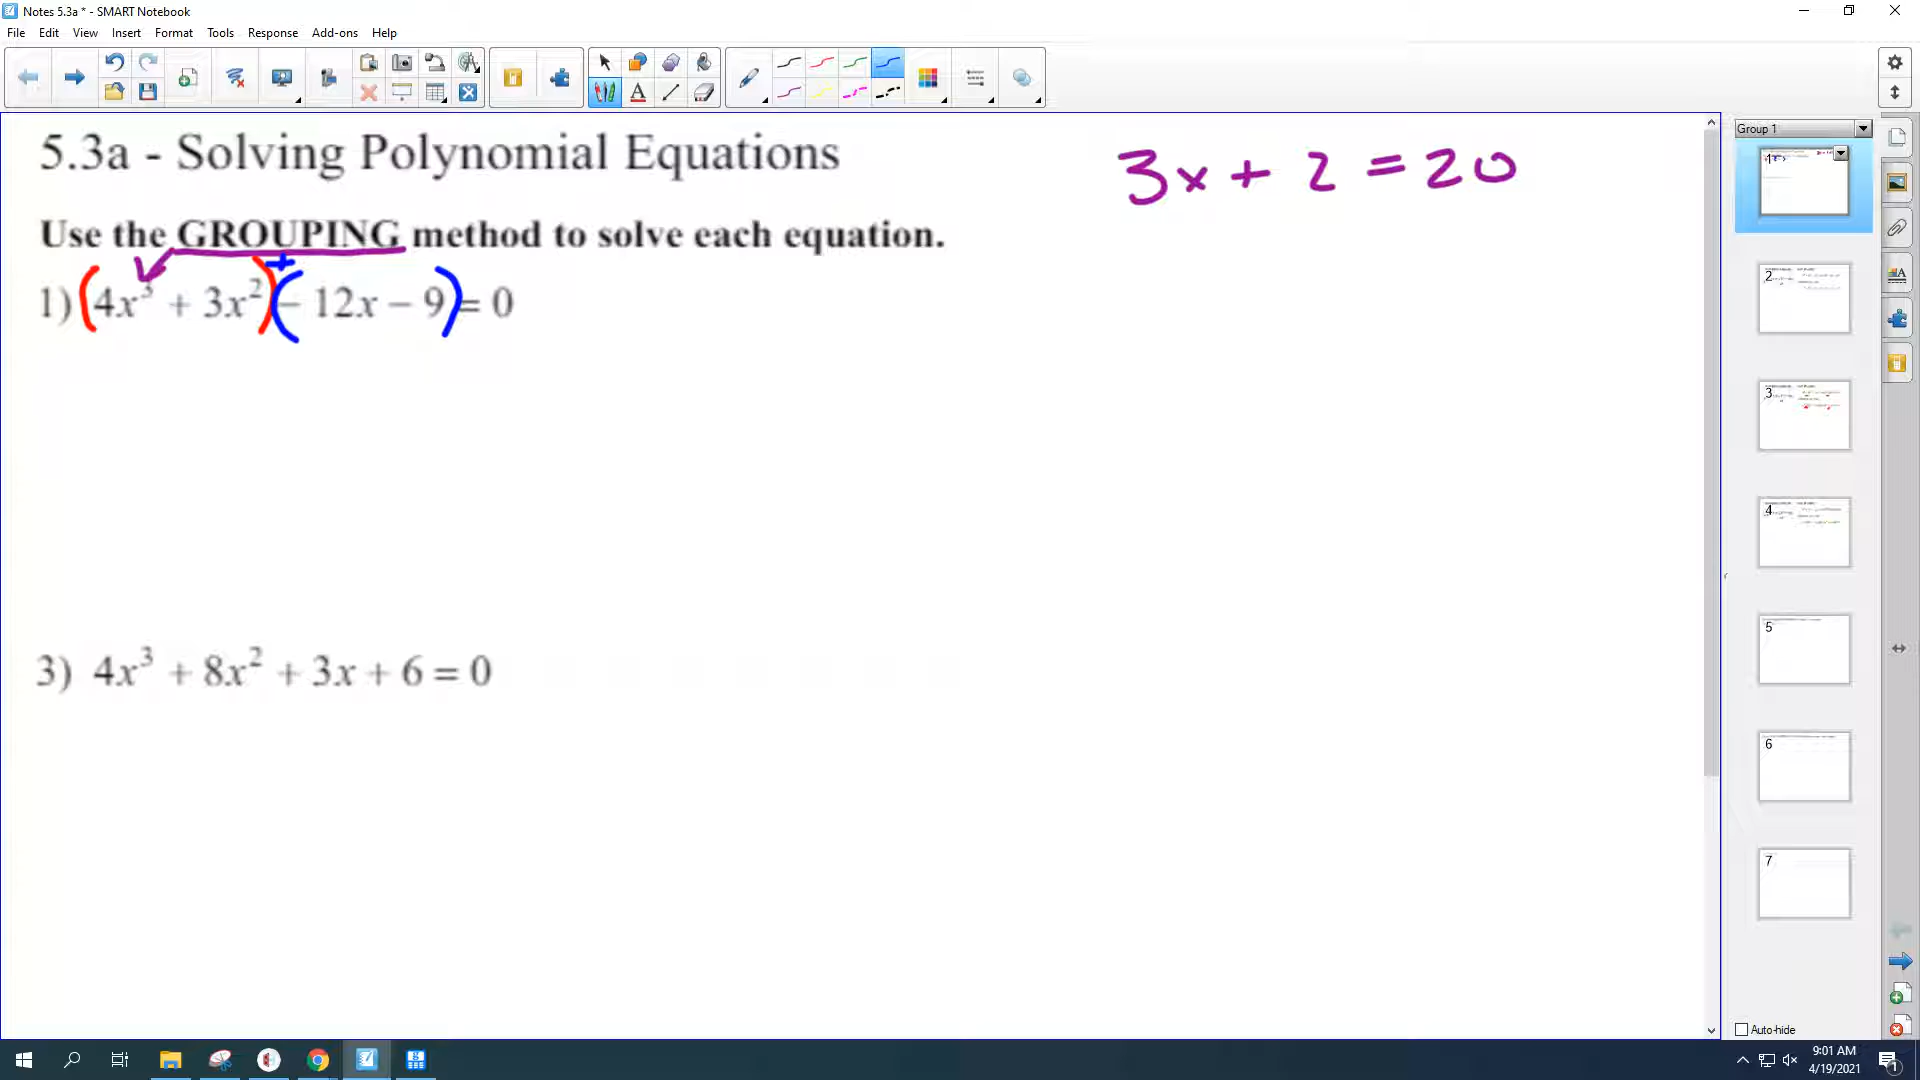 Notes 5.3a * - SMART Notebook
File Edit View Insert Format Tools Response Add-ons Help
5.3a - Solving Polynomial Equations
3x + 2 = 20
Use the GROUPING method to solve each equation.
+
1) (4x³ + 3x²)(− 12x − 9) = 0
3) 4x³ + 8x² + 3x + 6 = 0
Group 1
1
2
3
4
5
6
7
Auto-hide
9:01 AM
4/19/2021
1